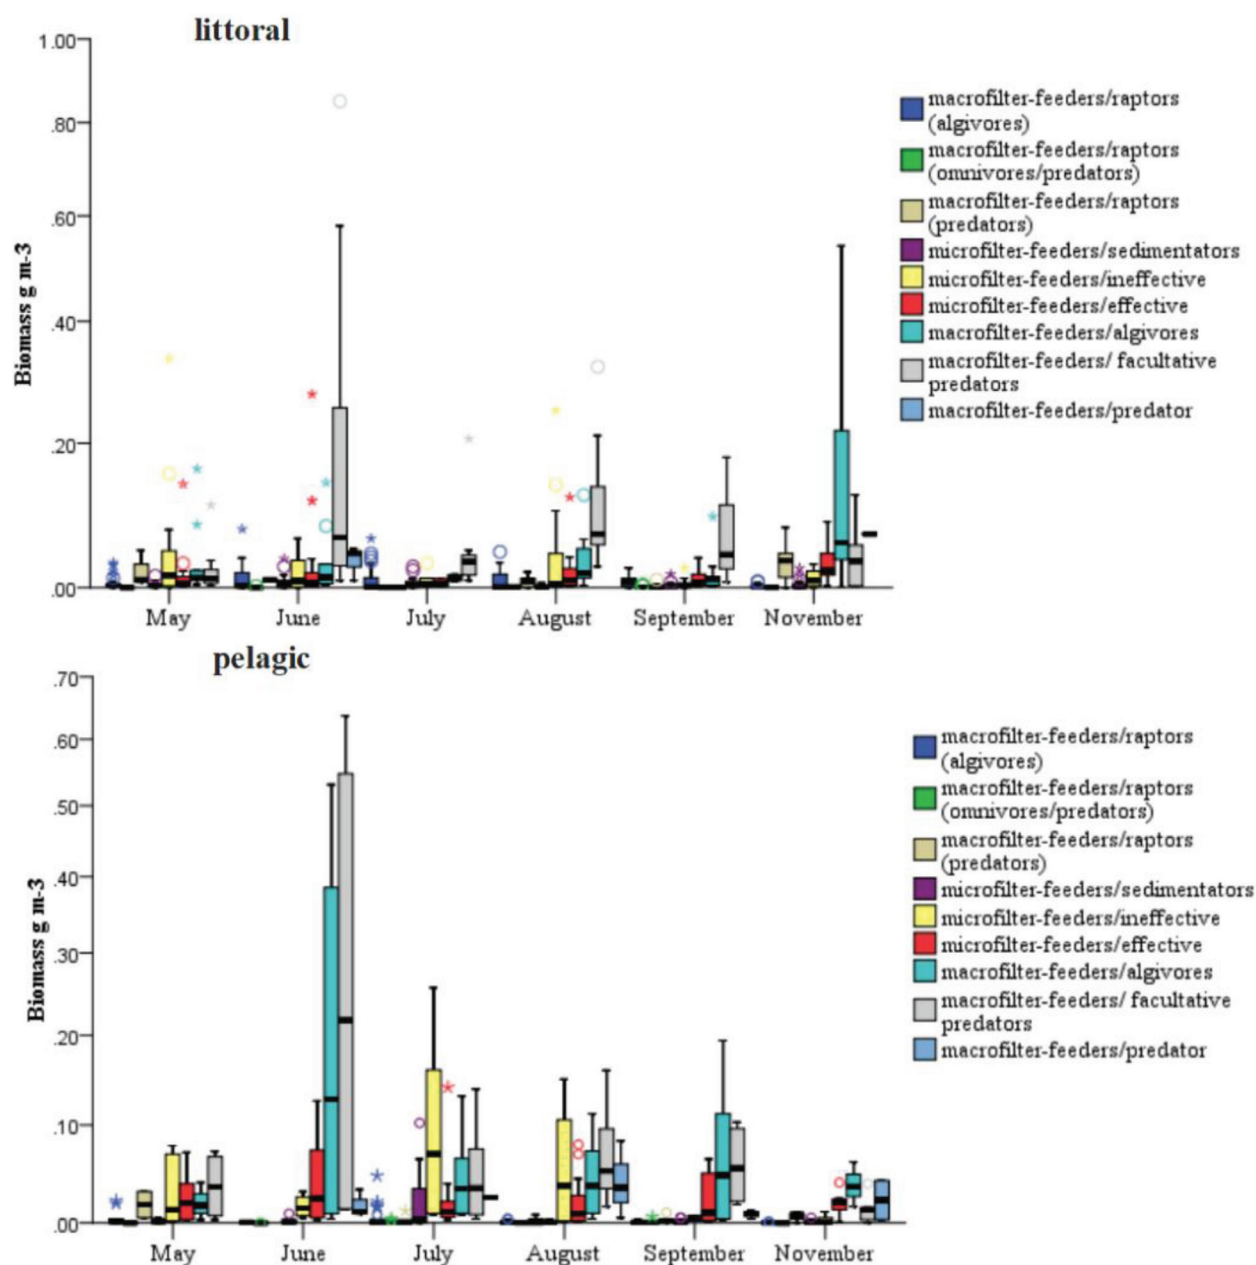 littoral
1.00
.80
.60
.40
.20
.00
Biomass g m-3
May June July August September November
macrofilter-feeders/raptors
(algivores)
macrofilter-feeders/raptors
(omnivores/predators)
macrofilter-feeders/raptors
(predators)
microfilter-feeders/sedimentators
microfilter-feeders/ineffective
microfilter-feeders/effective
macrofilter-feeders/algivores
macrofilter-feeders/ facultative
predators
macrofilter-feeders/predator
pelagic
.70
.60
.50
.40
.30
.20
.10
.00
Biomass g m-3
May June July August September November
macrofilter-feeders/raptors
(algivores)
macrofilter-feeders/raptors
(omnivores/predators)
macrofilter-feeders/raptors
(predators)
microfilter-feeders/sedimentators
microfilter-feeders/ineffective
microfilter-feeders/effective
macrofilter-feeders/algivores
macrofilter-feeders/ facultative
predators
macrofilter-feeders/predator